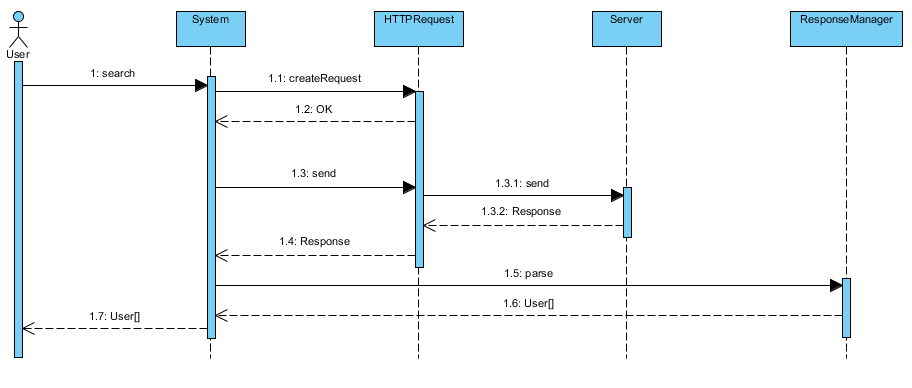 System
HTTPRequest
Server
ResponseManager
User
1: search
1.1: createRequest
1.2: OK
1.3: send
1.3.1: send
1.3.2: Response
1.4: Response
1.5: parse
1.6: User[]
1.7: User[]